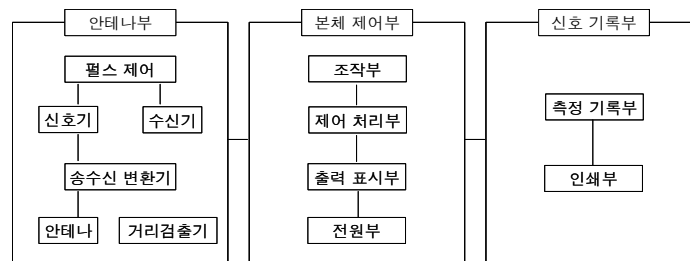 안테나부
본체 제어부
신호 기록부
펄스 제어
신호기
수신기
송수신 변환기
안테나
거리검출기
조작부
제어 처리부
출력 표시부
전원부
측정 기록부
인쇄부